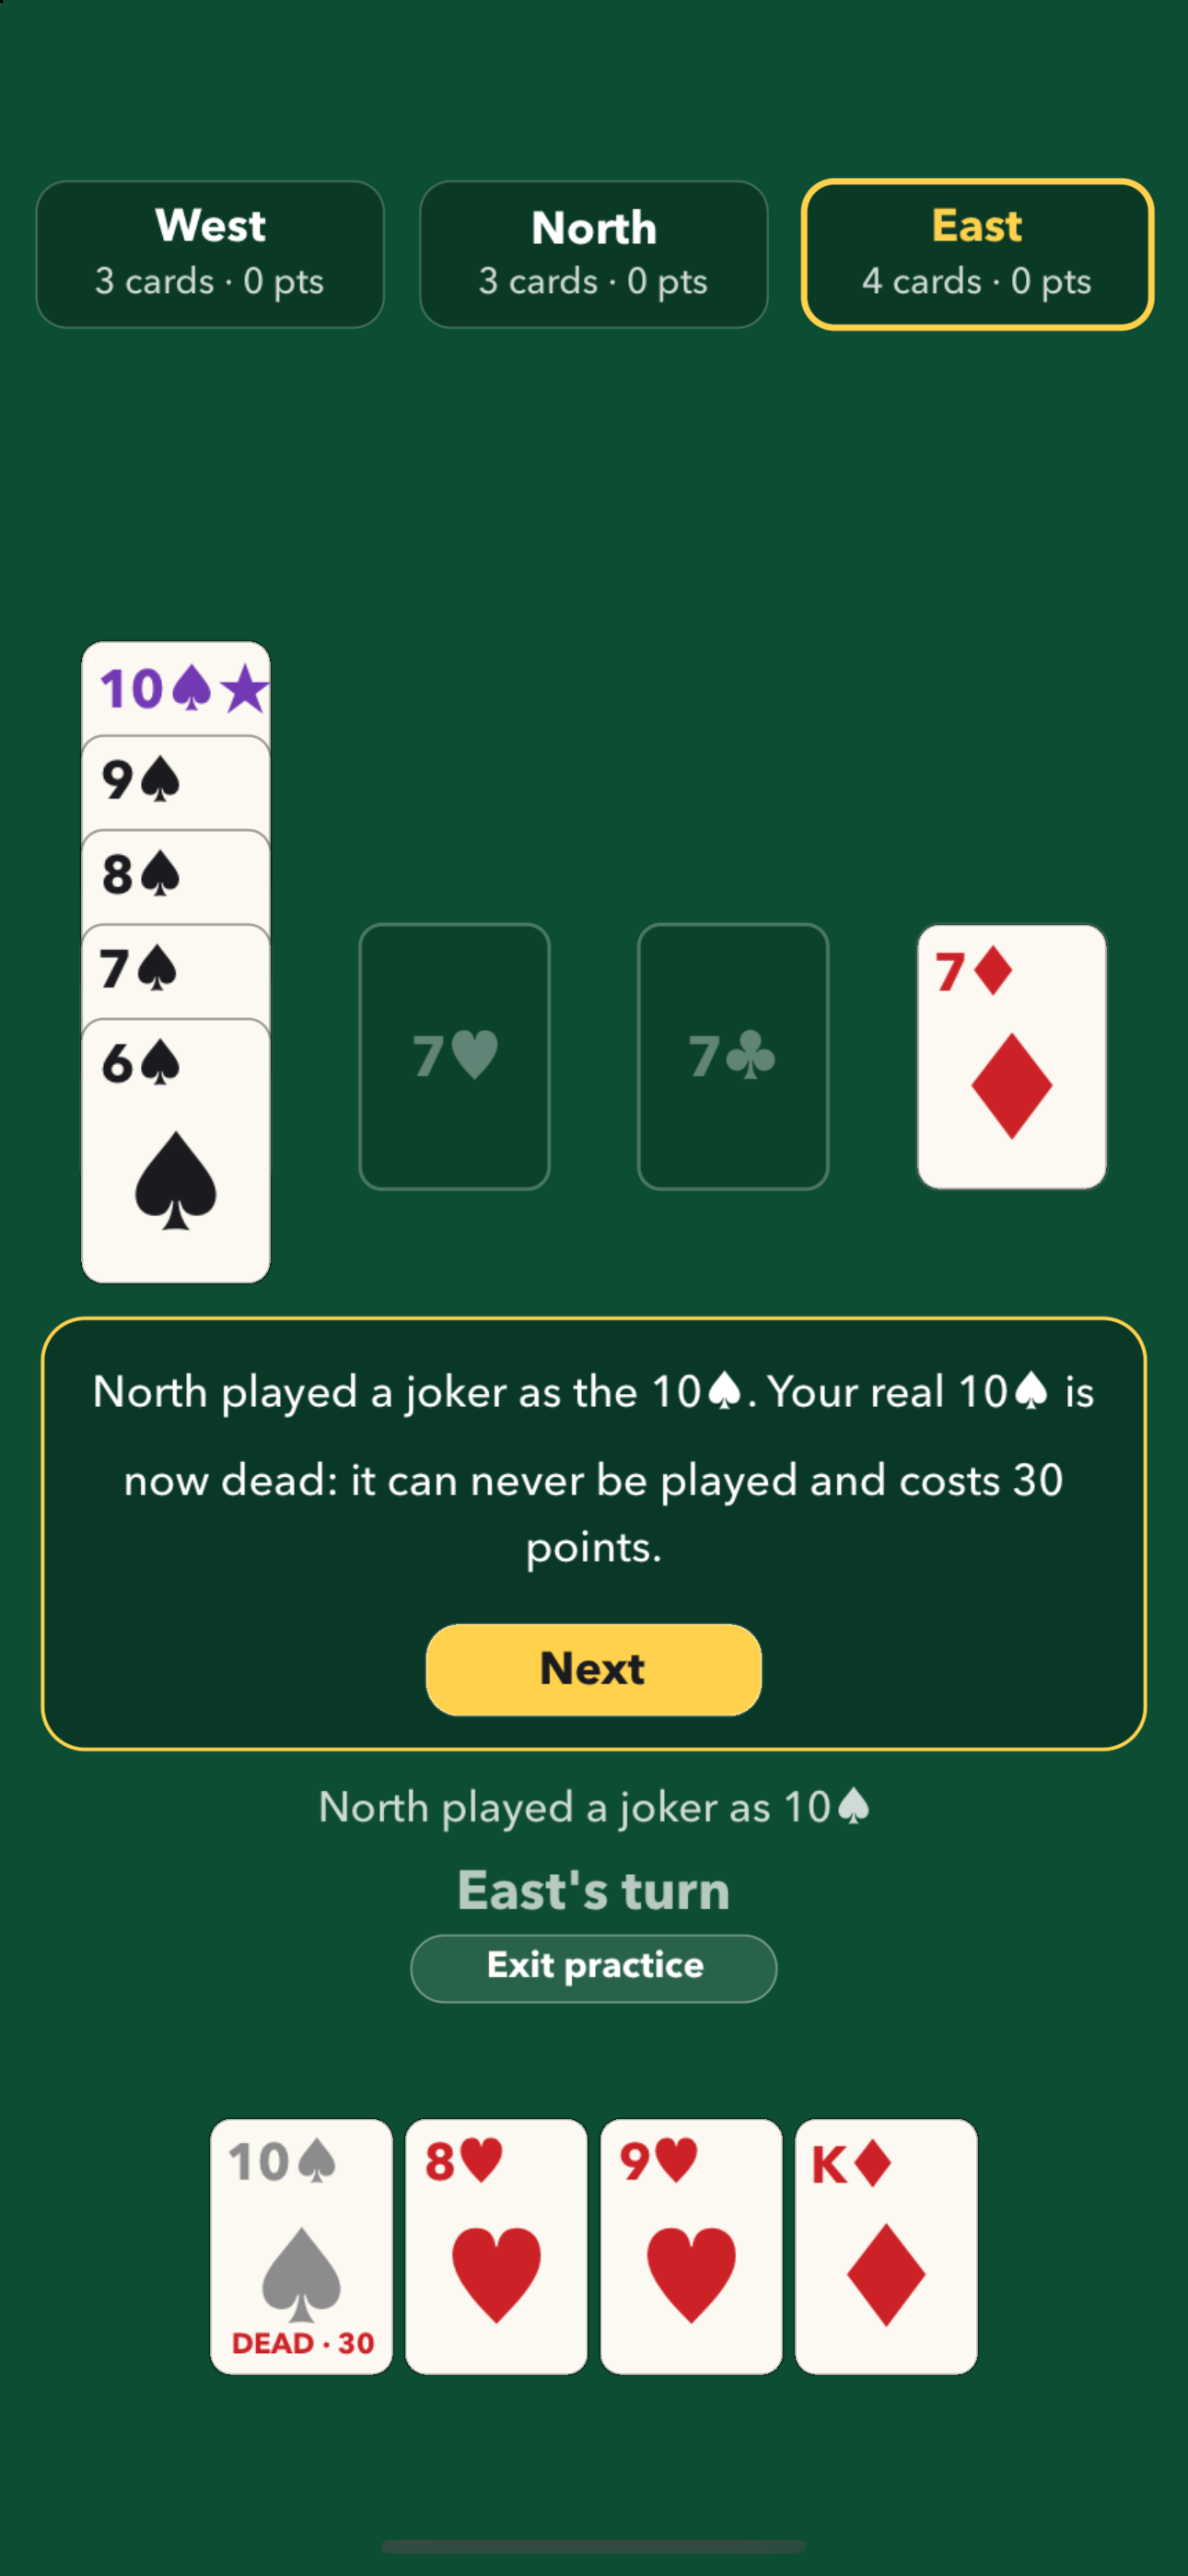 West
3 cards · 0 pts
North
3 cards · 0 pts
East
4 cards · 0 pts
10♠★
9♠
8♠
7♠
6♠
7♥
7♣
7♦
North played a joker as the 10♠. Your real 10♠ is
now dead: it can never be played and costs 30
points.
Next
North played a joker as 10♠
East's turn
Exit practice
10♠
DEAD · 30
8♥
9♥
K♦